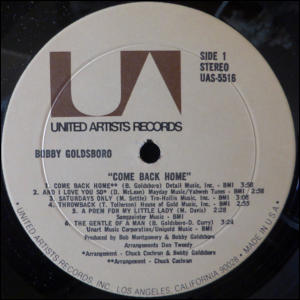 SIDE 1
STEREO
UAS-5516
UNITED ARTISTS RECORDS
BOBBY GOLDSBORO
"COME BACK HOME"
1. COME BACK HOME** (B. Goldsboro) Detail Music, Inc. - BMI 3:58
2. AND I LOVE YOU SO* (D. McLean) Mayday Music/Yahweh Tunes - BMI 2:58
3. SATURDAYS ONLY (M. Settle) Tro-Hollis Music, Inc. - BMI 3:08
4. THROWBACK (T. Tollerson) House of Gold Music, Inc. - BMI 2:53
5. A POEM FOR MY LITTLE LADY (M. Davis) 2:52
Songpainter Music - BMI
6. THE GENTLE OF A MAN (B. Goldsboro-D. Curry) 3:00
Unart Music Corporation/Uniquit Music - BMI
Produced by Bob Montgomery & Bobby Goldsboro
Arrangements Don Tweedy
*Arrangement - Chuck Cochran & Bobby Goldsboro
**Arrangement - Chuck Cochran
UNITED ARTISTS RECORDS, INC. LOS ANGELES, CALIFORNIA 90028 • MADE IN U.S.A.